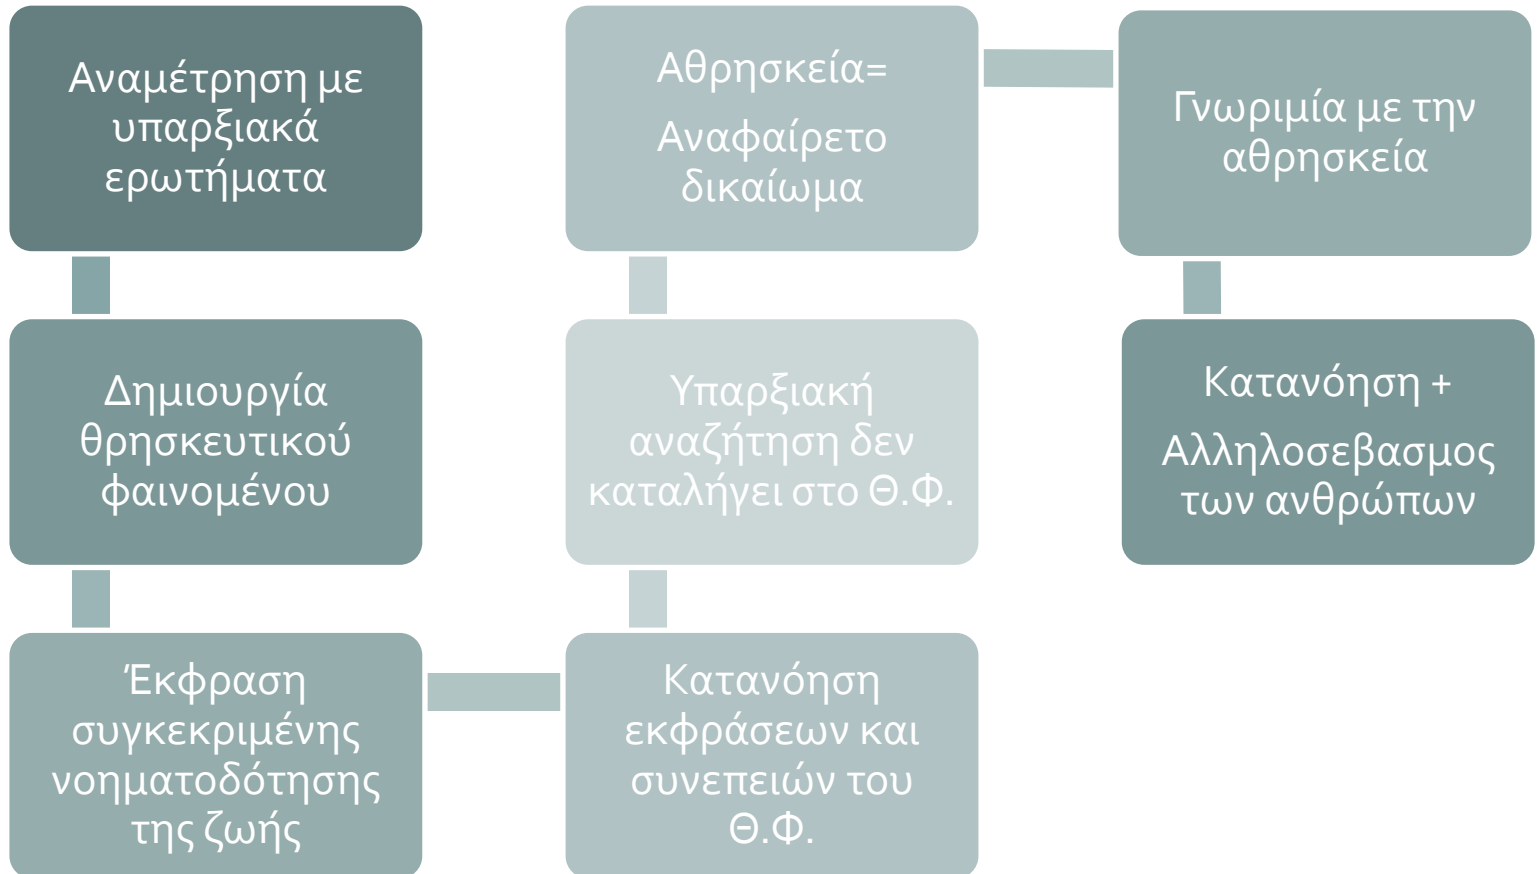 Αναμέτρηση με
υπαρξιακά
ερωτήματα
Δημιουργία
θρησκευτικού
φαινομένου
Έκφραση
συγκεκριμένης
νοηματοδότησης
της ζωής
Κατανόηση
εκφράσεων και
συνεπειών του
Θ.Φ.
Υπαρξιακή
αναζήτηση δεν
καταλήγει στο Θ.Φ.
Αθρησκεία=
Αναφαίρετο
δικαίωμα
Γνωριμία με την
αθρησκεία
Κατανόηση +
Αλληλοσεβασμος
των ανθρώπων